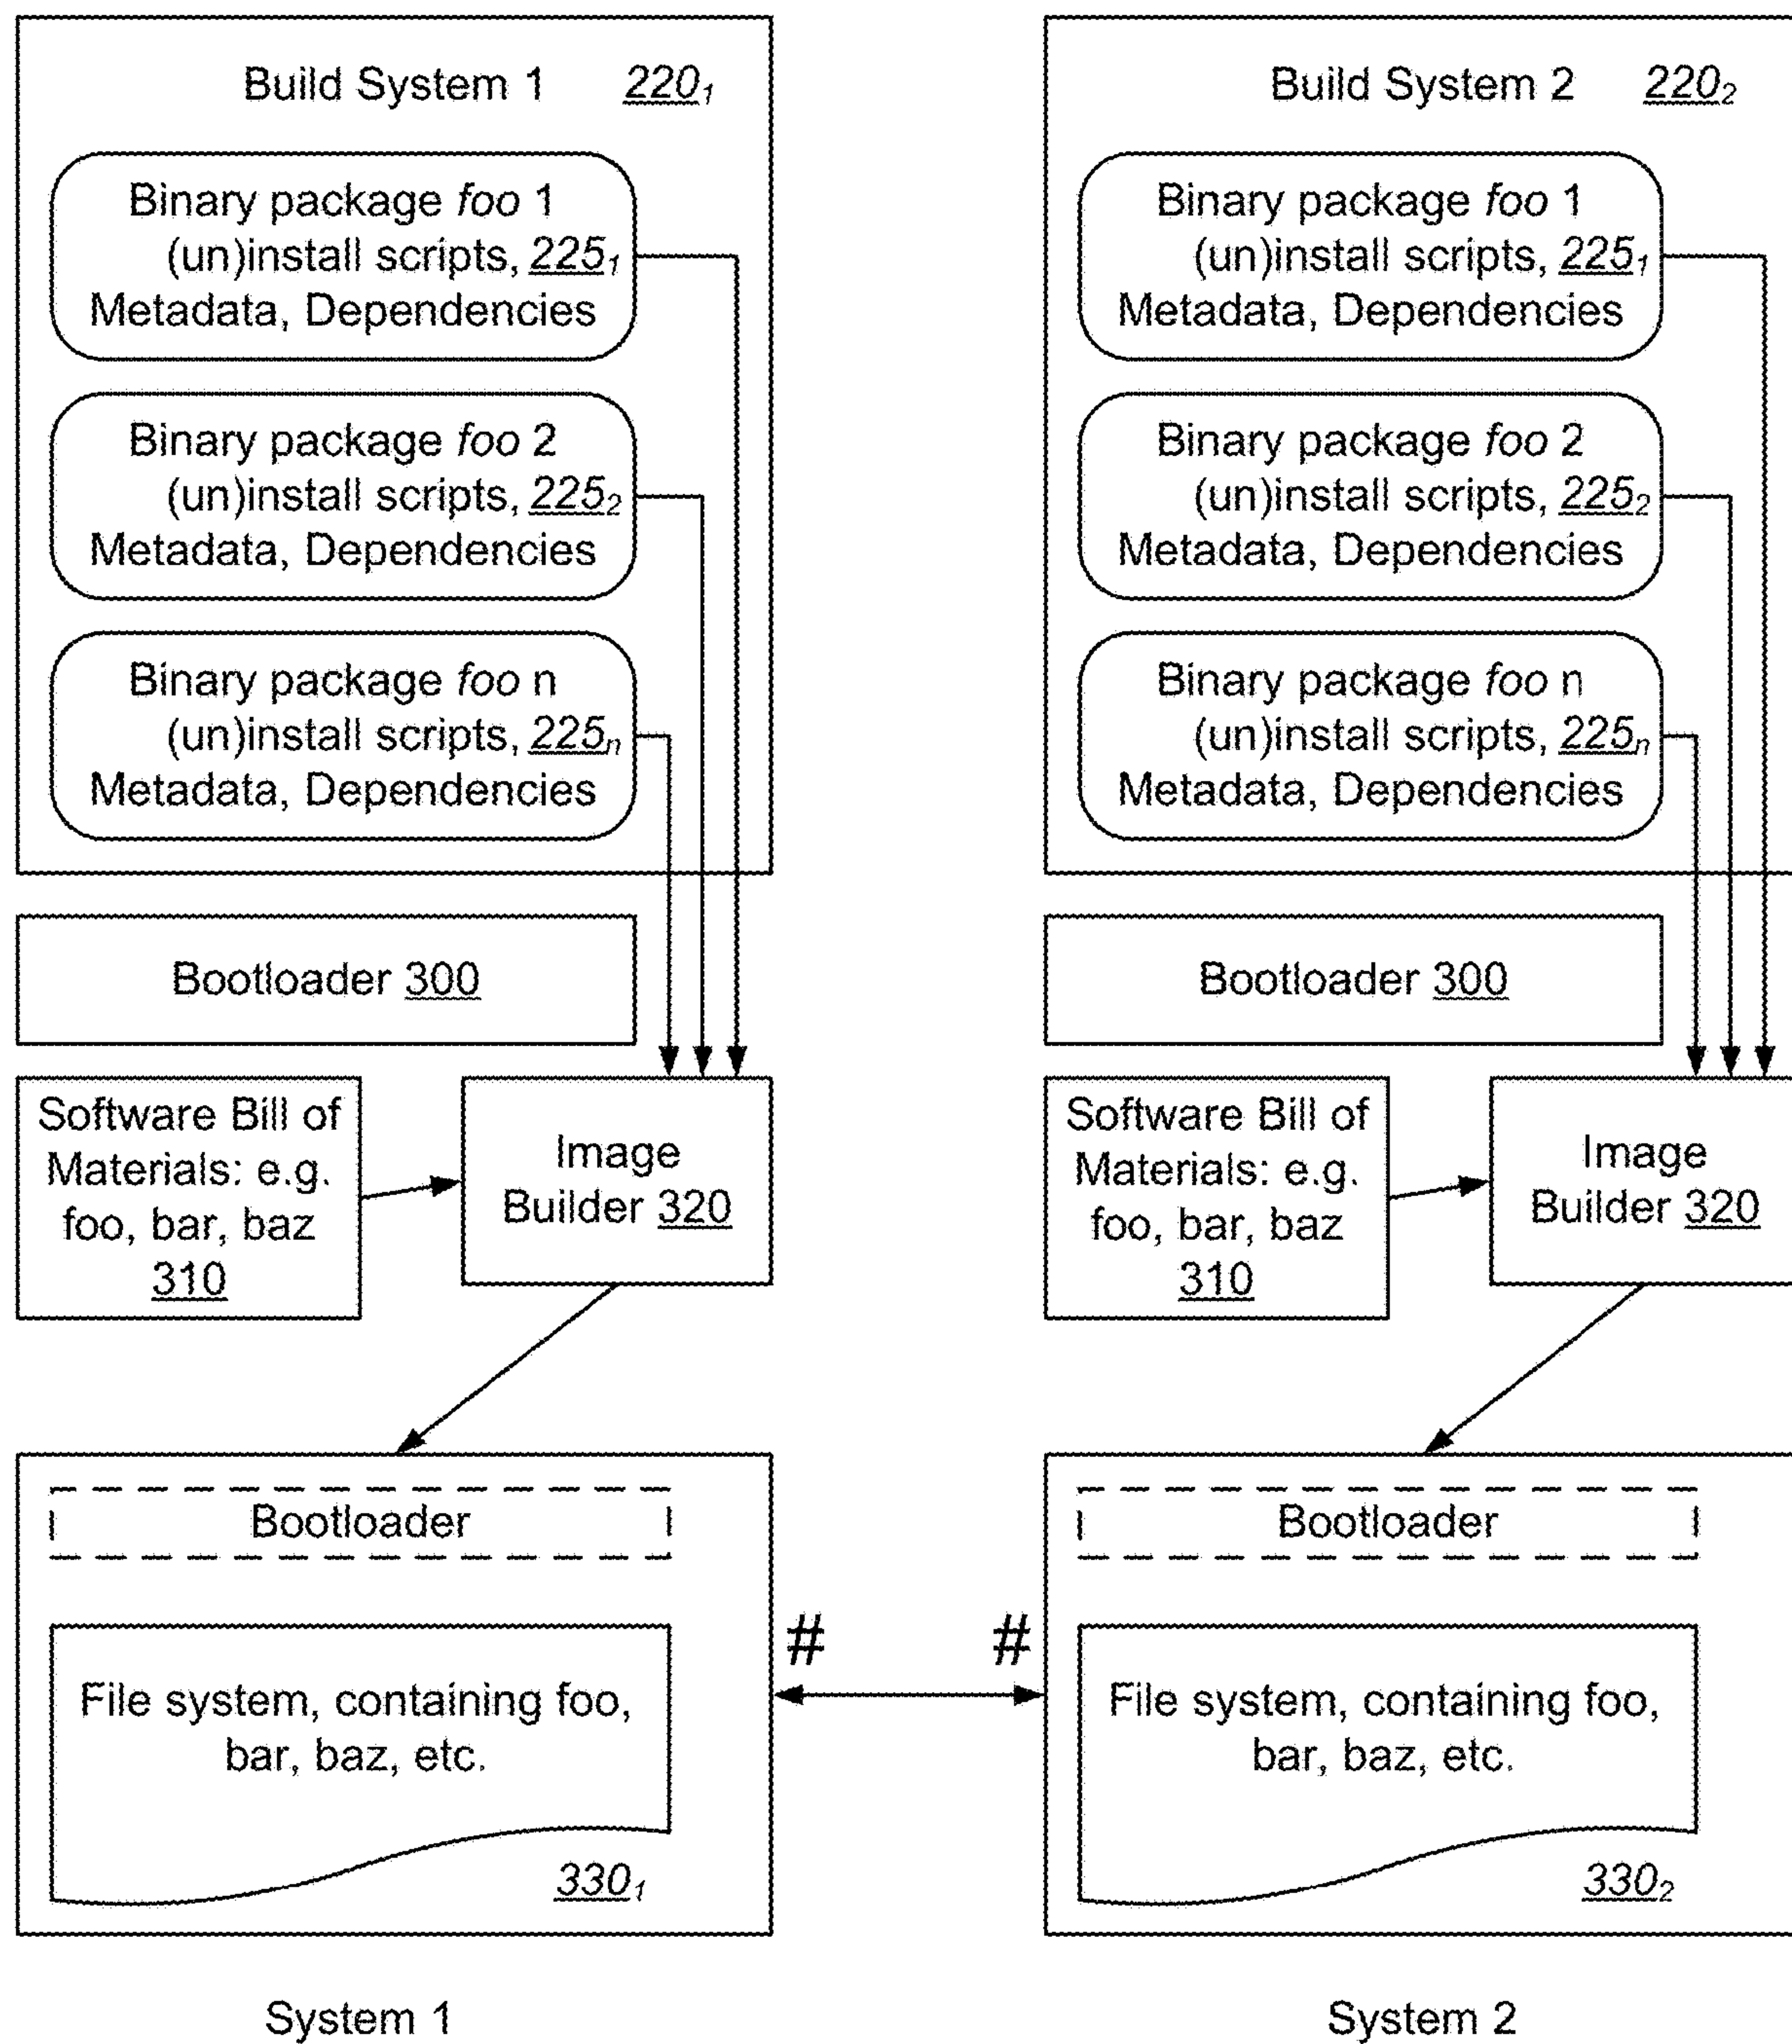 Build System 1 220₁
Binary package foo 1
(un)install scripts, 225₁
Metadata, Dependencies
Binary package foo 2
(un)install scripts, 225₂
Metadata, Dependencies
Binary package foo n
(un)install scripts, 225ₙ
Metadata, Dependencies
Bootloader 300
Software Bill of
Materials: e.g.
foo, bar, baz
310
Image
Builder 320
Bootloader
File system, containing foo,
bar, baz, etc.
330₁
System 1
# #
Build System 2 220₂
Binary package foo 1
(un)install scripts, 225₁
Metadata, Dependencies
Binary package foo 2
(un)install scripts, 225₂
Metadata, Dependencies
Binary package foo n
(un)install scripts, 225ₙ
Metadata, Dependencies
Bootloader 300
Software Bill of
Materials: e.g.
foo, bar, baz
310
Image
Builder 320
Bootloader
File system, containing foo,
bar, baz, etc.
330₂
System 2